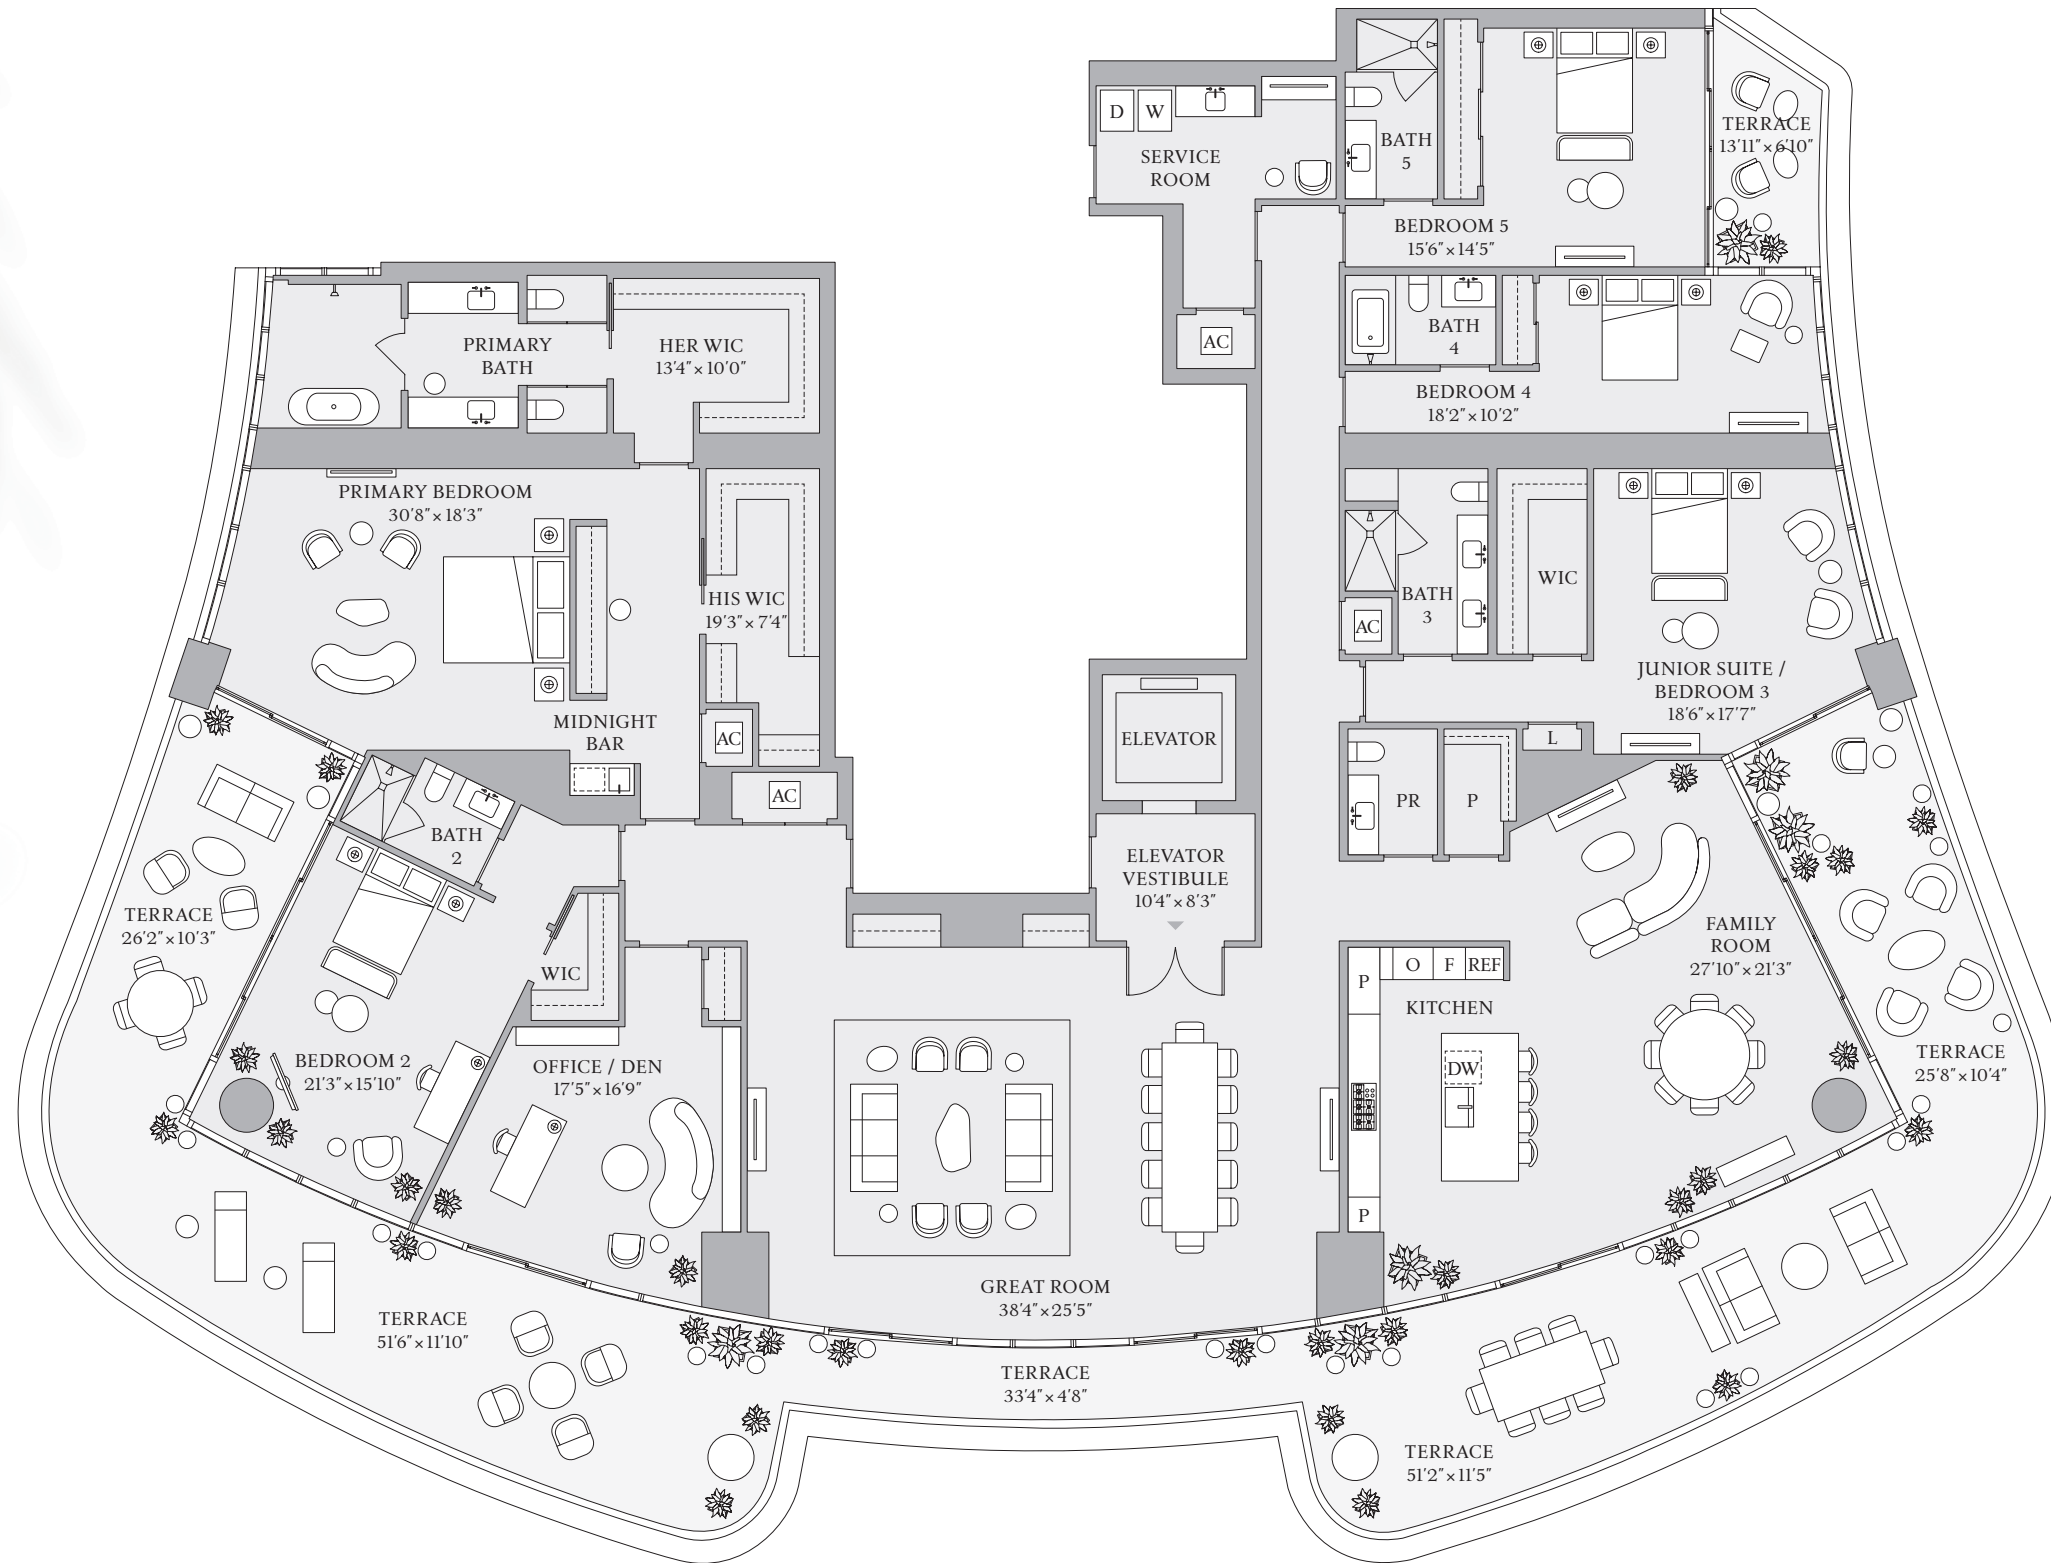 D
W
SERVICE
ROOM
BATH
5
TERRACE
13'11"×6'10"
BEDROOM 5
15'6"×14'5"
PRIMARY
BATH
HER WIC
13'4"×10'0"
AC
BATH
4
BEDROOM 4
18'2"×10'2"
PRIMARY BEDROOM
30'8"×18'3"
HIS WIC
19'3"×7'4"
AC
BATH
3
WIC
JUNIOR SUITE /
BEDROOM 3
18'6"×17'7"
MIDNIGHT
BAR
AC
AC
ELEVATOR
L
PR
P
BATH
2
ELEVATOR
VESTIBULE
10'4"×8'3"
TERRACE
26'2"×10'3"
WIC
FAMILY
ROOM
27'10"×21'3"
P
O
F
REF
KITCHEN
DW
P
BEDROOM 2
21'3"×15'10"
OFFICE / DEN
17'5"×16'9"
TERRACE
25'8"×10'4"
GREAT ROOM
38'4"×25'5"
TERRACE
51'6"×11'10"
TERRACE
33'4"×4'8"
TERRACE
51'2"×11'5"